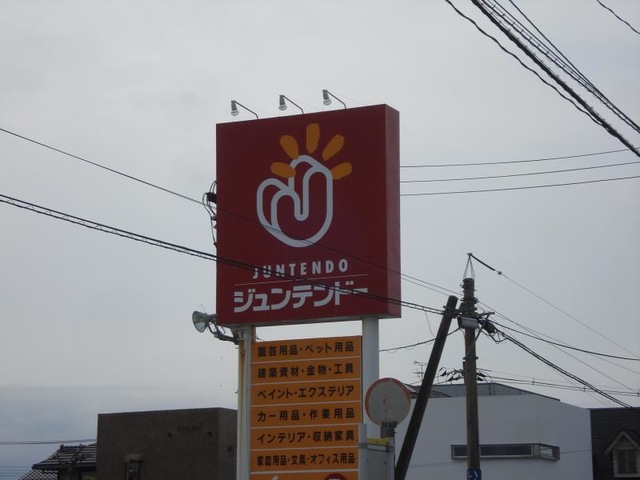 JUNTENDO
ジュンテンドー
園芸用品・ペット用品
建築資材・金物・工具
ペイント・エクステリア
カー用品・作業用品
インテリア・収納家具
家庭用品・文具・オフィス用品